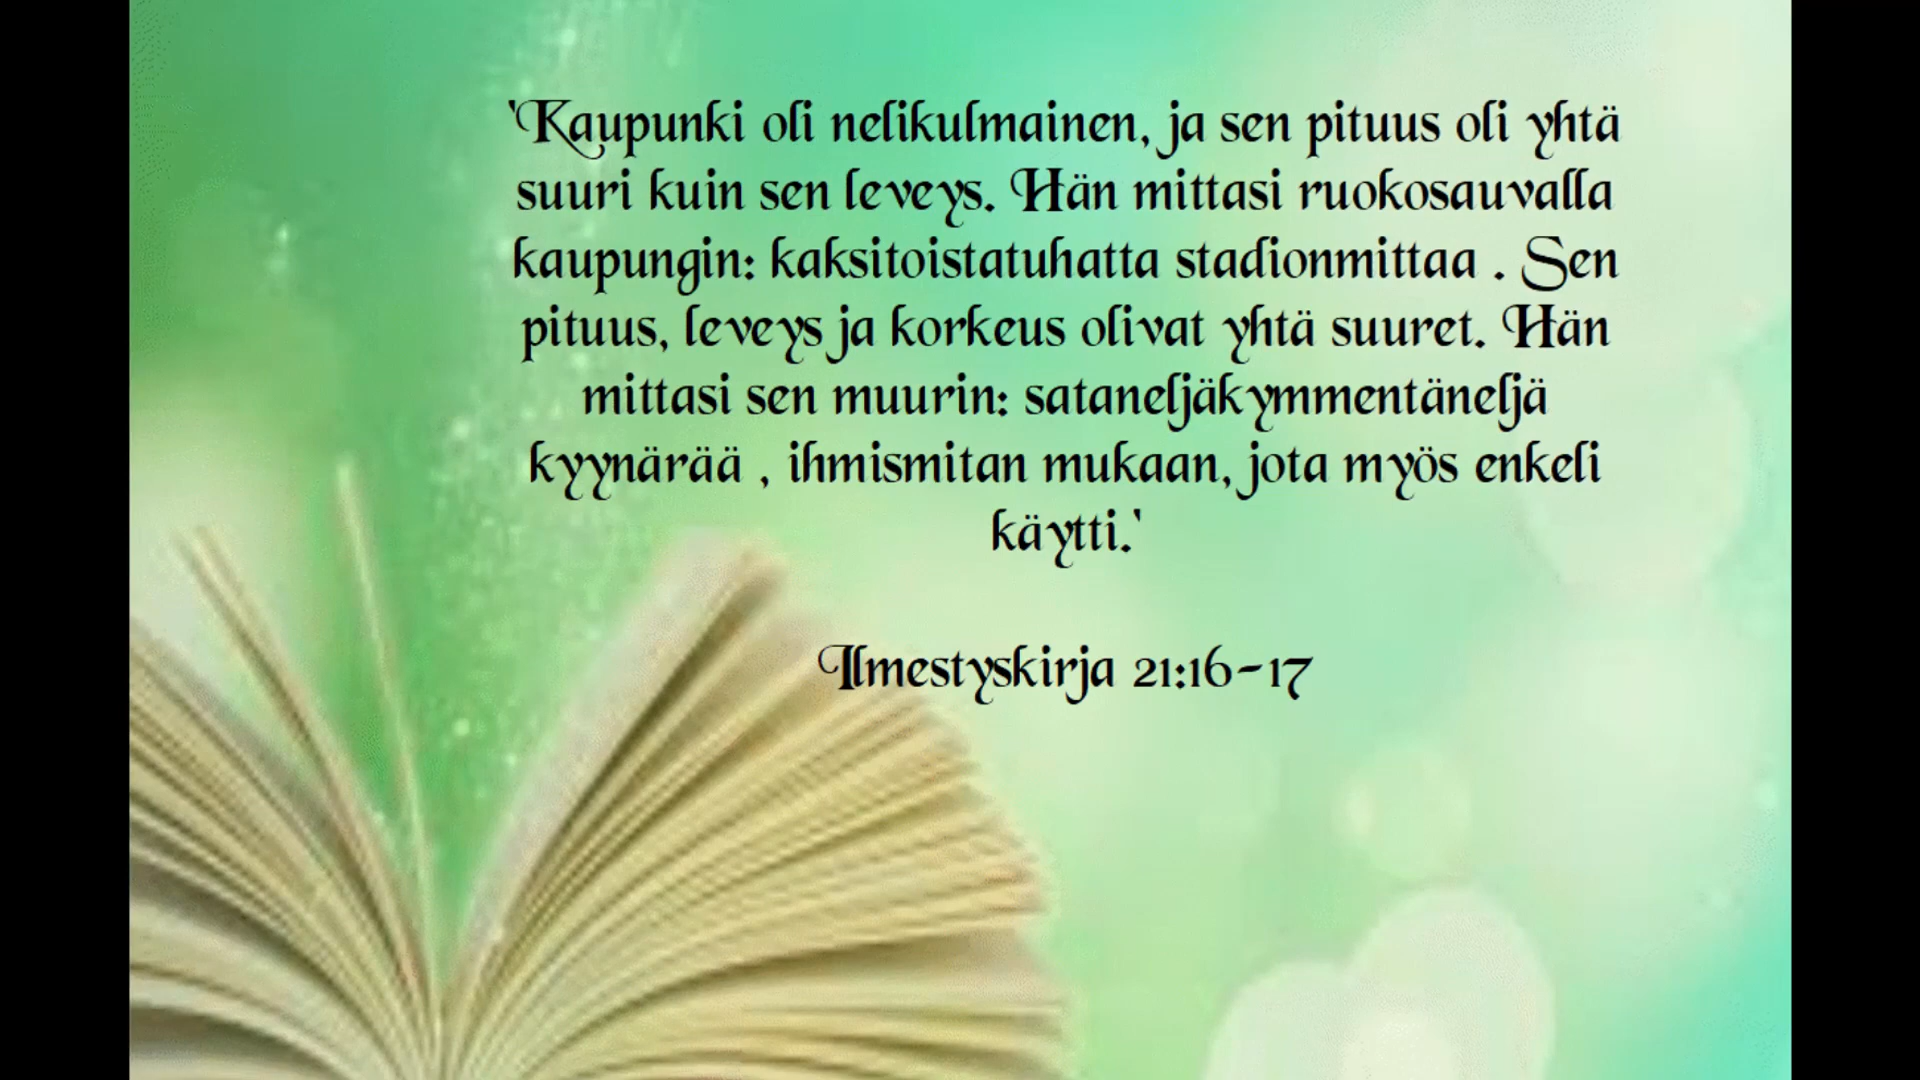 'Kaupunki oli nelikulmainen, ja sen pituus oli yhtä
suuri kuin sen leveys. Hän mittasi ruokosauvalla
kaupungin: kaksitoistatuhatta stadionmittaa . Sen
pituus, leveys ja korkeus olivat yhtä suuret. Hän
mittasi sen muurin: sataneljäkymmentäneljä
kyynärää , ihmismitan mukaan, jota myös enkeli
käytti.'
Ilmestyskirja 21:16-17